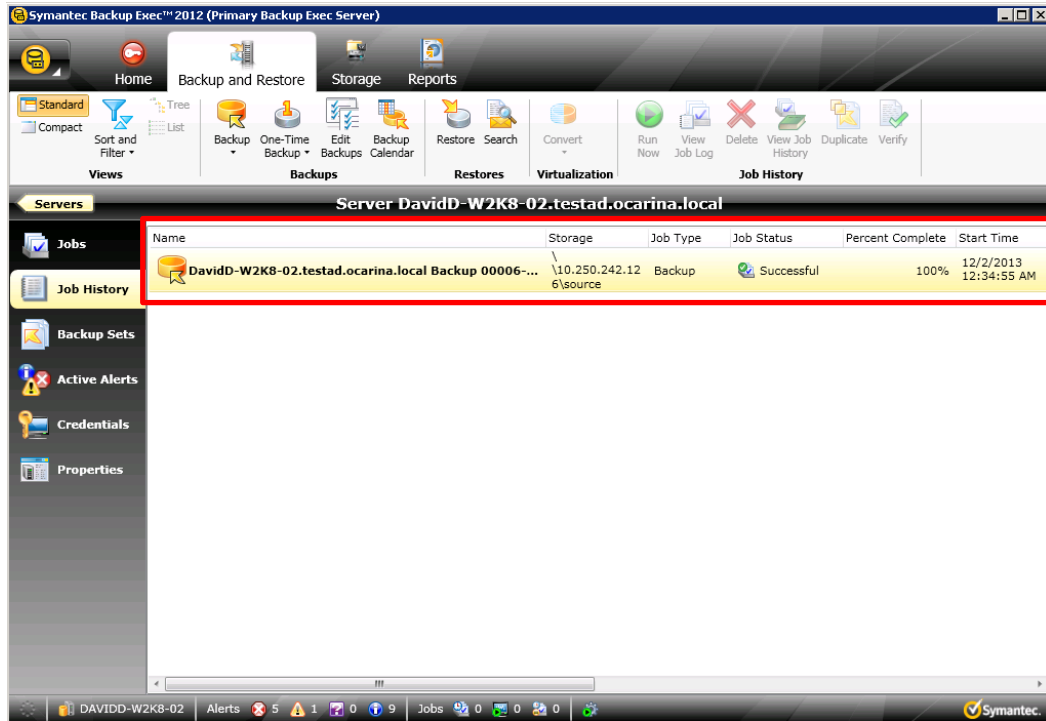 Symantec Backup Exec™ 2012 (Primary Backup Exec Server)
Home Backup and Restore Storage Reports
Standard
Compact
Sort and Filter
Tree
List
Views
Backup
One-Time Backup
Edit Backups
Backup Calendar
Backups
Restore
Search
Restores
Convert
Virtualization
Run Now
View Job Log
Delete
View Job History
Duplicate
Verify
Job History
Servers
Server DavidD-W2K8-02.testad.ocarina.local
Jobs
Job History
Backup Sets
Active Alerts
Credentials
Properties
Name Storage Job Type Job Status Percent Complete Start Time
DavidD-W2K8-02.testad.ocarina.local Backup 00006-...
\
\10.250.242.12
6\source
Backup
Successful
100%
12/2/2013
12:34:55 AM
DAVIDD-W2K8-02 Alerts 5 1 0 9 Jobs 0 0 0
Symantec.